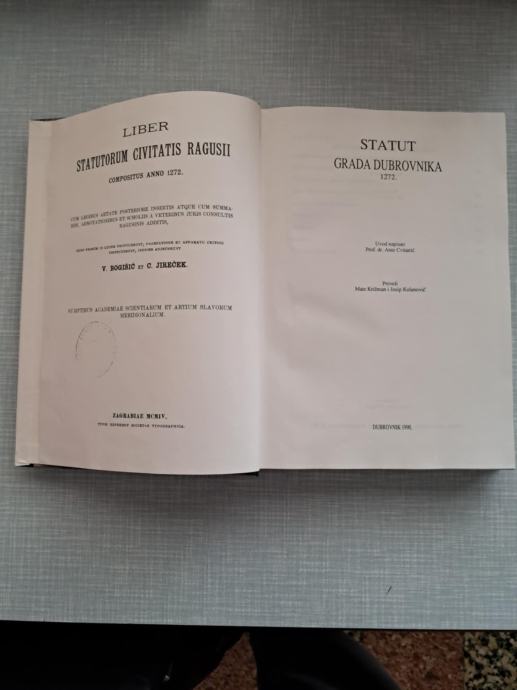 LIBER
STATUTORUM CIVITATIS RAGUSII
COMPOSITUS ANNO 1272.
CUM LEGIBUS AETATE POSTERIORE INSERTIS ATQUE CUM SUMMA-
RIIS, ADNOTATIONIBUS ET SCHOLIIS A VETERIBUS JURIS CONSULTIS
RAGUSINIS ADDITIS,
V. BOGIŠIĆ ET C. JIREČEK.
SUMPTIBUS ACADEMIAE SCIENTIARUM ET ARTIUM SLAVORUM
MERIDIONALIUM.
ZAGRABIAE MCMIV.
STATUT
GRADA DUBROVNIKA
1272.
Uvod napisao
Prof. dr. Ante Cvitanić
Preveli
Mate Križman i Josip Kolanović
DUBROVNIK 1990.